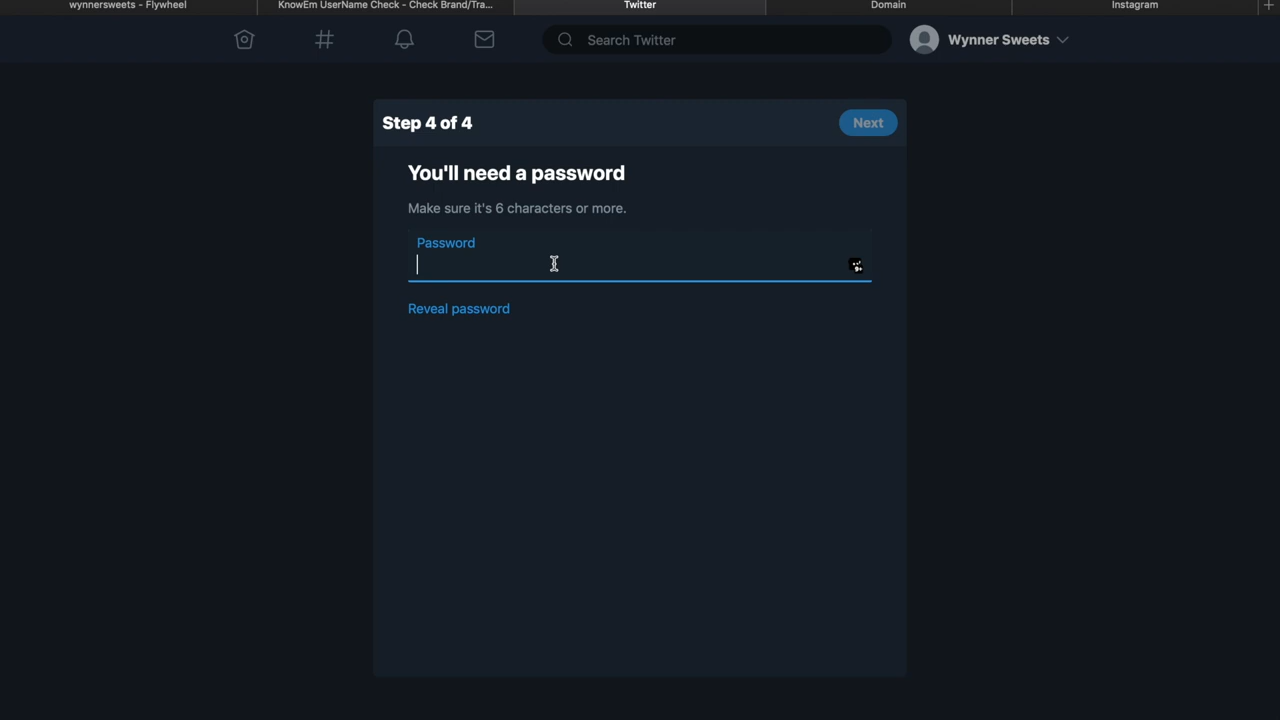 wynnersweets - Flywheel
KnowEm UserName Check - Check Brand/Tra...
Twitter
Domain
Instagram
Search Twitter
Wynner Sweets
Step 4 of 4
Next
You'll need a password
Make sure it's 6 characters or more.
Password
Reveal password